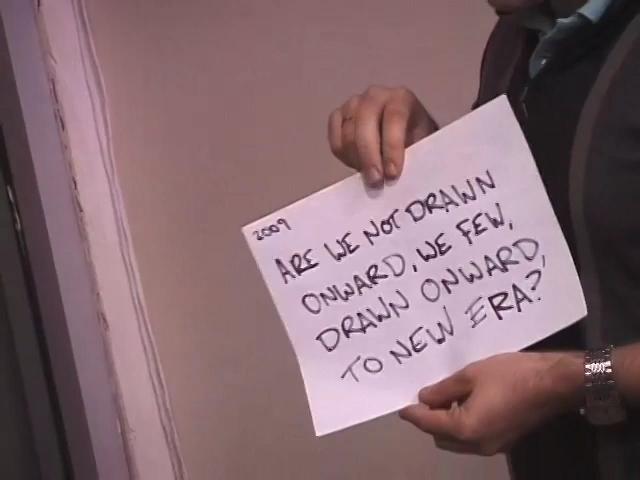 2009
ARE WE NOT DRAWN
ONWARD, WE FEW,
DRAWN ONWARD,
TO NEW ERA?